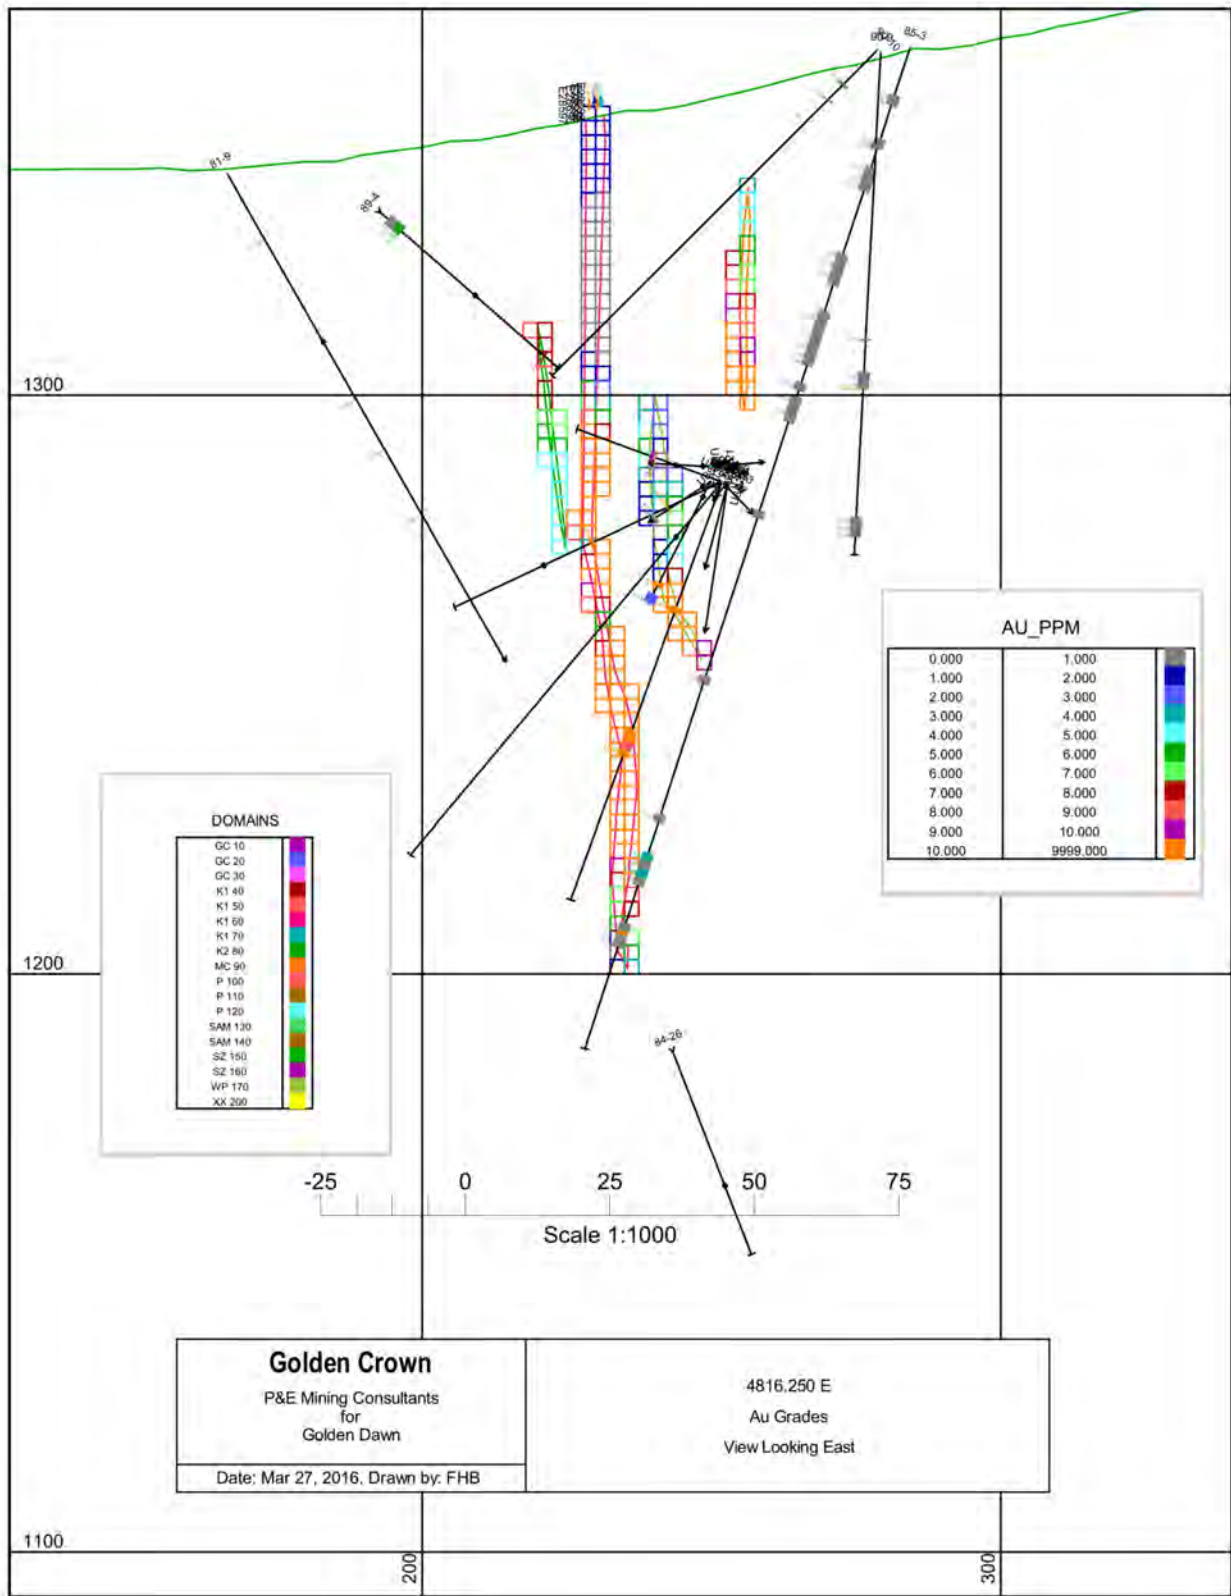 85-3
81-9
89-4
1300
AU_PPM
0.000 1.000
1.000 2.000
2.000 3.000
3.000 4.000
4.000 5.000
5.000 6.000
6.000 7.000
7.000 8.000
8.000 9.000
9.000 10.000
10.000 9999.000
DOMAINS
GC 10
GC 20
GC 30
K1 40
K1 50
K1 60
K1 70
K2 80
MC 90
P 100
P 110
P 120
SAM 130
SAM 140
SZ 150
SZ 160
WP 170
XX 200
1200
84-26
-25 0 25 50 75
Scale 1:1000
Golden Crown
P&E Mining Consultants
for
Golden Dawn
Date: Mar 27, 2016, Drawn by: FHB
4816.250 E
Au Grades
View Looking East
1100
200
300